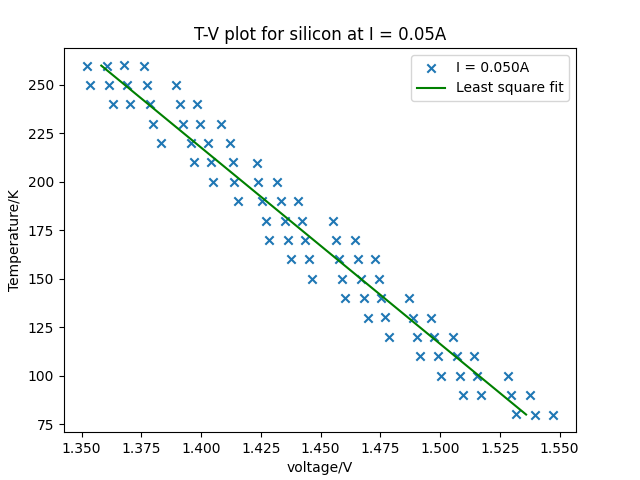 T-V plot for silicon at I = 0.05A
I = 0.050A
Least square fit
Temperature/K
250
225
200
175
150
125
100
75
1.350 1.375 1.400 1.425 1.450 1.475 1.500 1.525 1.550
voltage/V